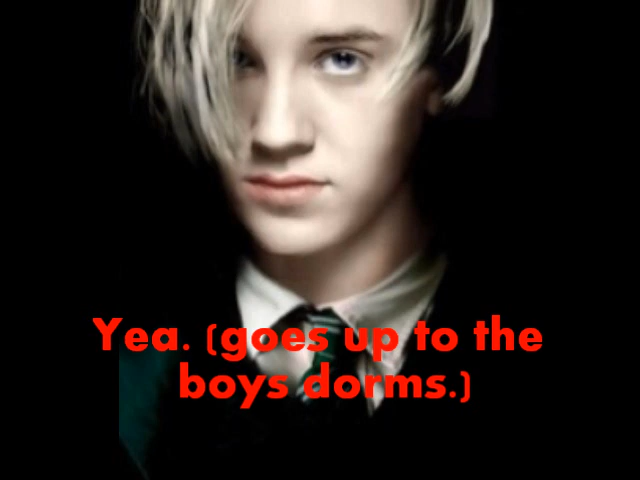 Yea. (goes up to the
boys dorms.)